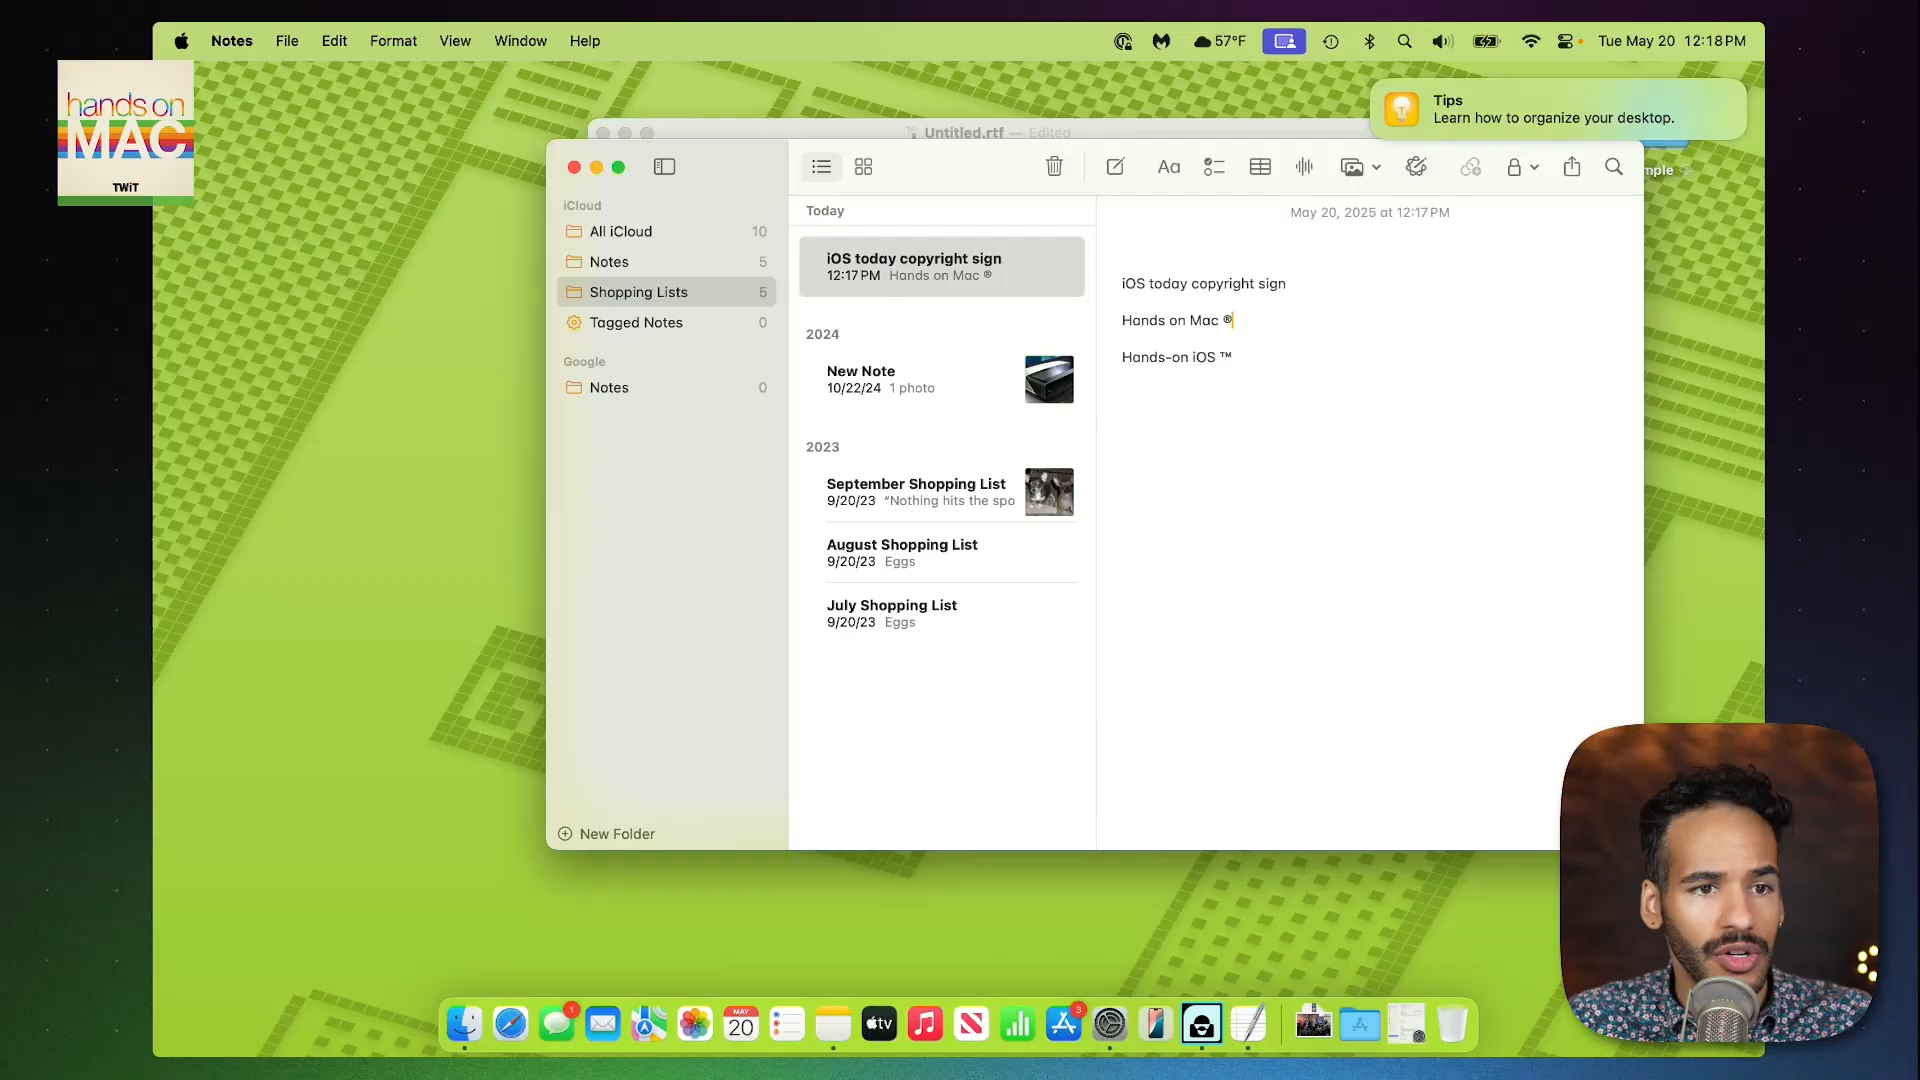 Notes File Edit Format View Window Help
57°F
Tue May 20 12:18 PM
hands on
MAC
TWiT
Tips
Learn how to organize your desktop.
Untitled.rtf — Edited
mple
iCloud
All iCloud 10
Notes 5
Shopping Lists 5
Tagged Notes 0
Google
Notes 0
New Folder
Today
iOS today copyright sign
12:17 PM Hands on Mac ®
2024
New Note
10/22/24 1 photo
2023
September Shopping List
9/20/23 “Nothing hits the spo
August Shopping List
9/20/23 Eggs
July Shopping List
9/20/23 Eggs
Aa
May 20, 2025 at 12:17 PM
iOS today copyright sign
Hands on Mac ®
Hands-on iOS ™
1
MAY
20
tv
3